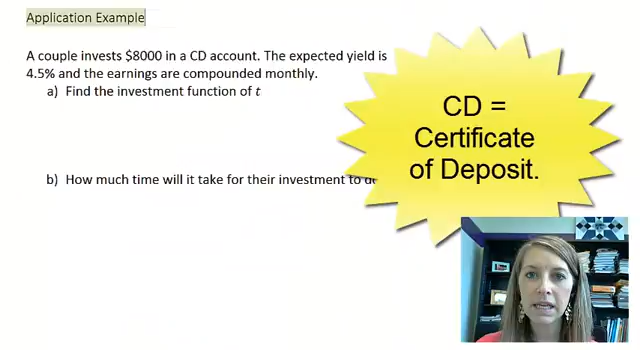 Application Example
A couple invests $8000 in a CD account. The expected yield is
4.5% and the earnings are compounded monthly.
a) Find the investment function of t
b) How much time will it take for their investment to
CD =
Certificate
of Deposit.